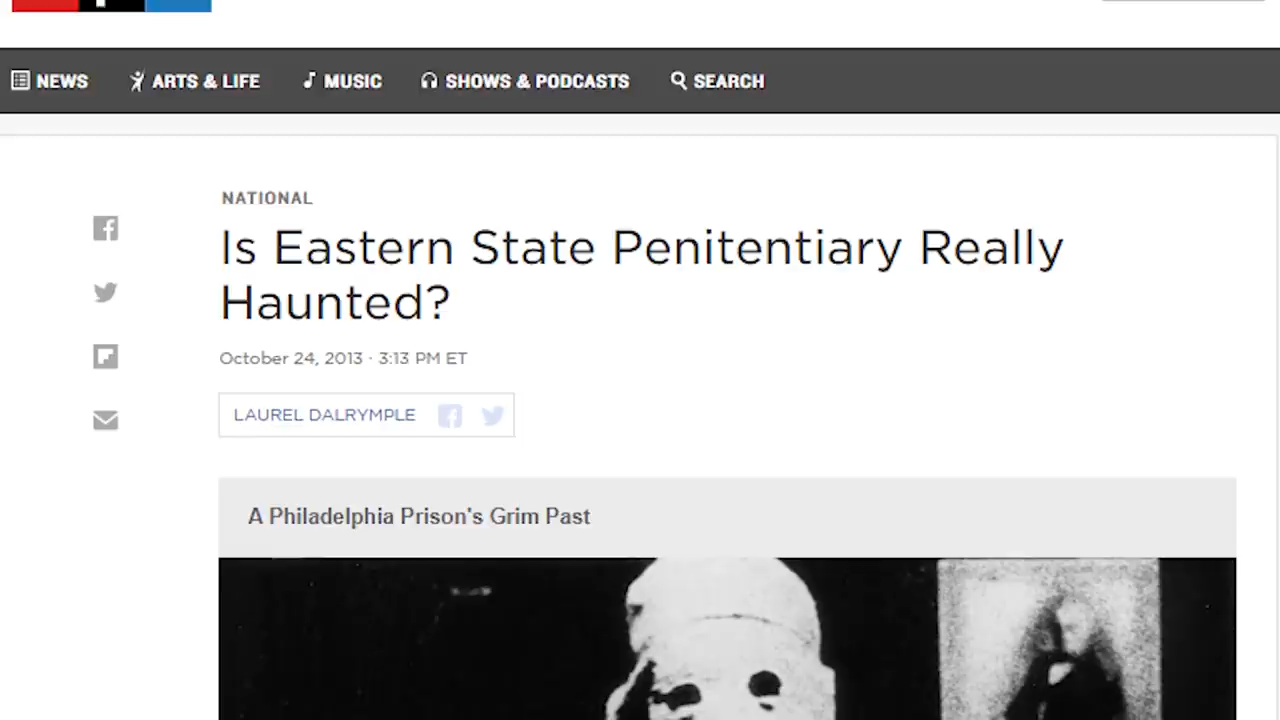 NEWS ARTS & LIFE MUSIC SHOWS & PODCASTS SEARCH
NATIONAL
Is Eastern State Penitentiary Really
Haunted?
October 24, 2013 · 3:13 PM ET
LAUREL DALRYMPLE
A Philadelphia Prison's Grim Past